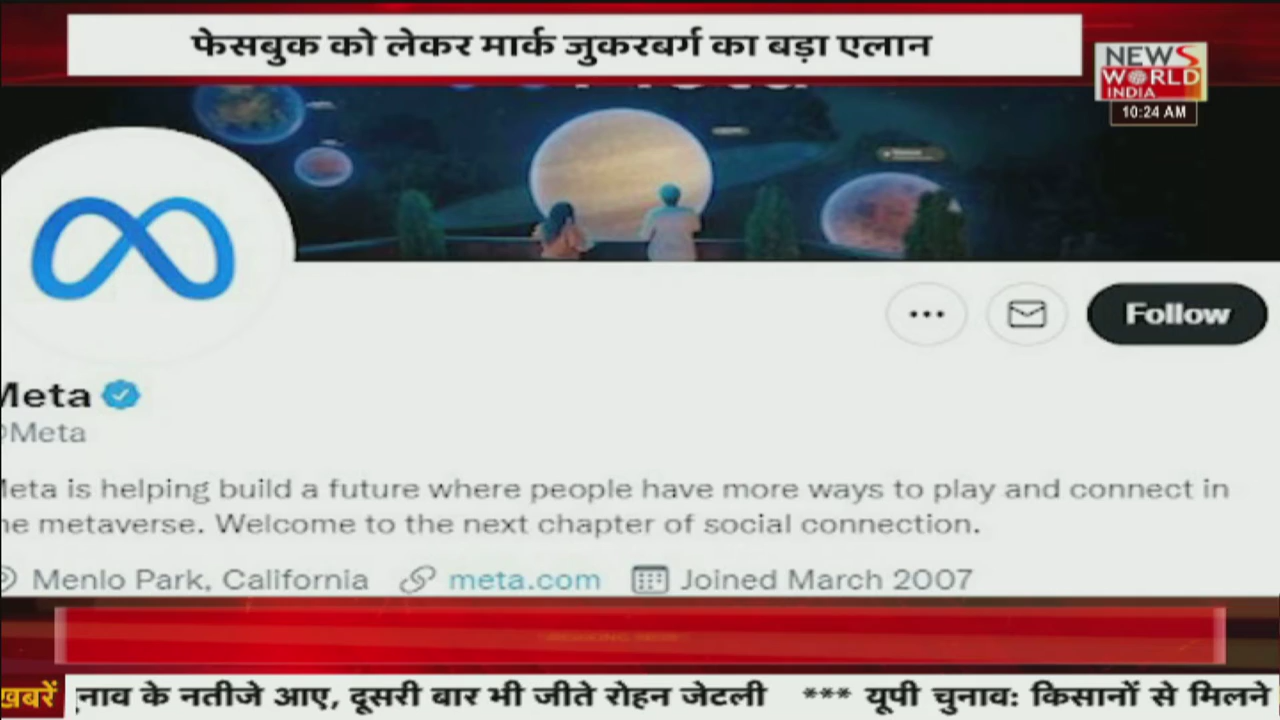 फेसबुक को लेकर मार्क जुकरबर्ग का बड़ा एलान
NEWS
WORLD
INDIA
10:24 AM
Follow
Meta
@Meta
Meta is helping build a future where people have more ways to play and connect in
the metaverse. Welcome to the next chapter of social connection.
Menlo Park, California meta.com Joined March 2007
खबरें नाव के नतीजे आए, दूसरी बार भी जीते रोहन जेटली *** यूपी चुनाव: किसानों से मिलने